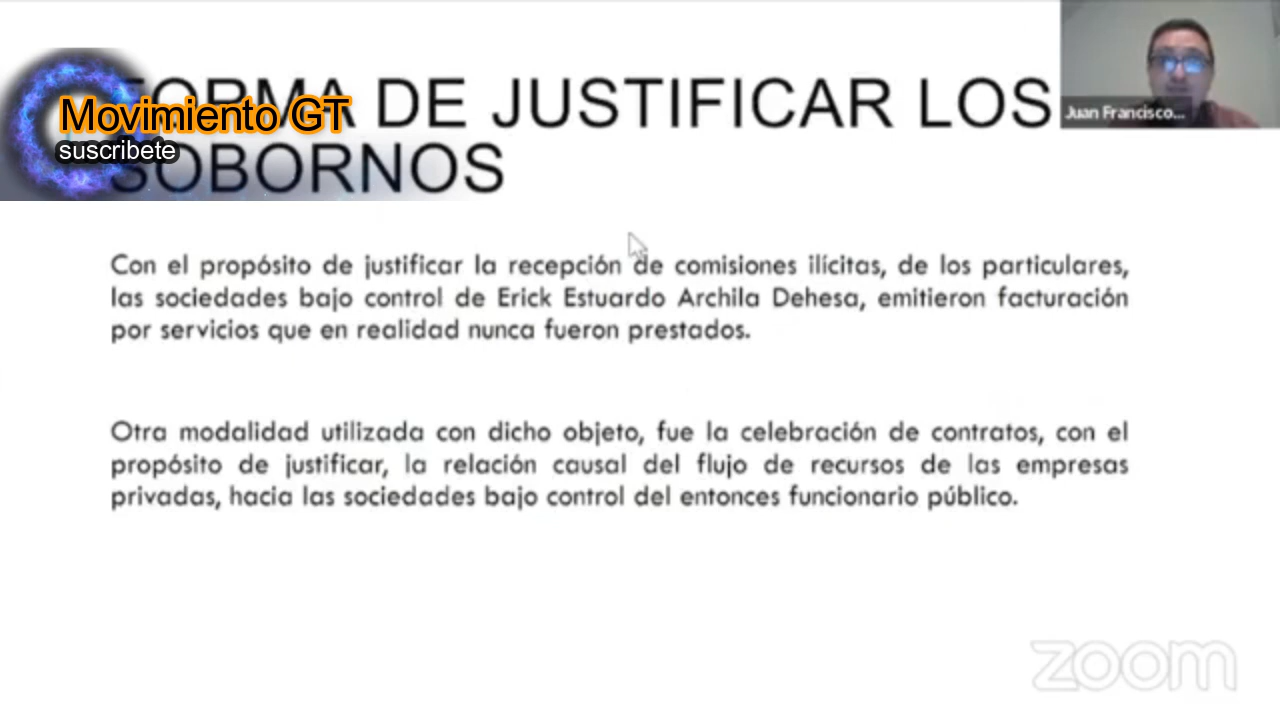 FORMA DE JUSTIFICAR LOS
SOBORNOS
Movimiento GT
suscribete
Juan Francisco...
Con el propósito de justificar la recepción de comisiones ilícitas, de los particulares,
las sociedades bajo control de Erick Estuardo Archila Dehesa, emitieron facturación
por servicios que en realidad nunca fueron prestados.
Otra modalidad utilizada con dicho objeto, fue la celebración de contratos, con el
propósito de justificar, la relación causal del flujo de recursos de las empresas
privadas, hacia las sociedades bajo control del entonces funcionario público.
zoom